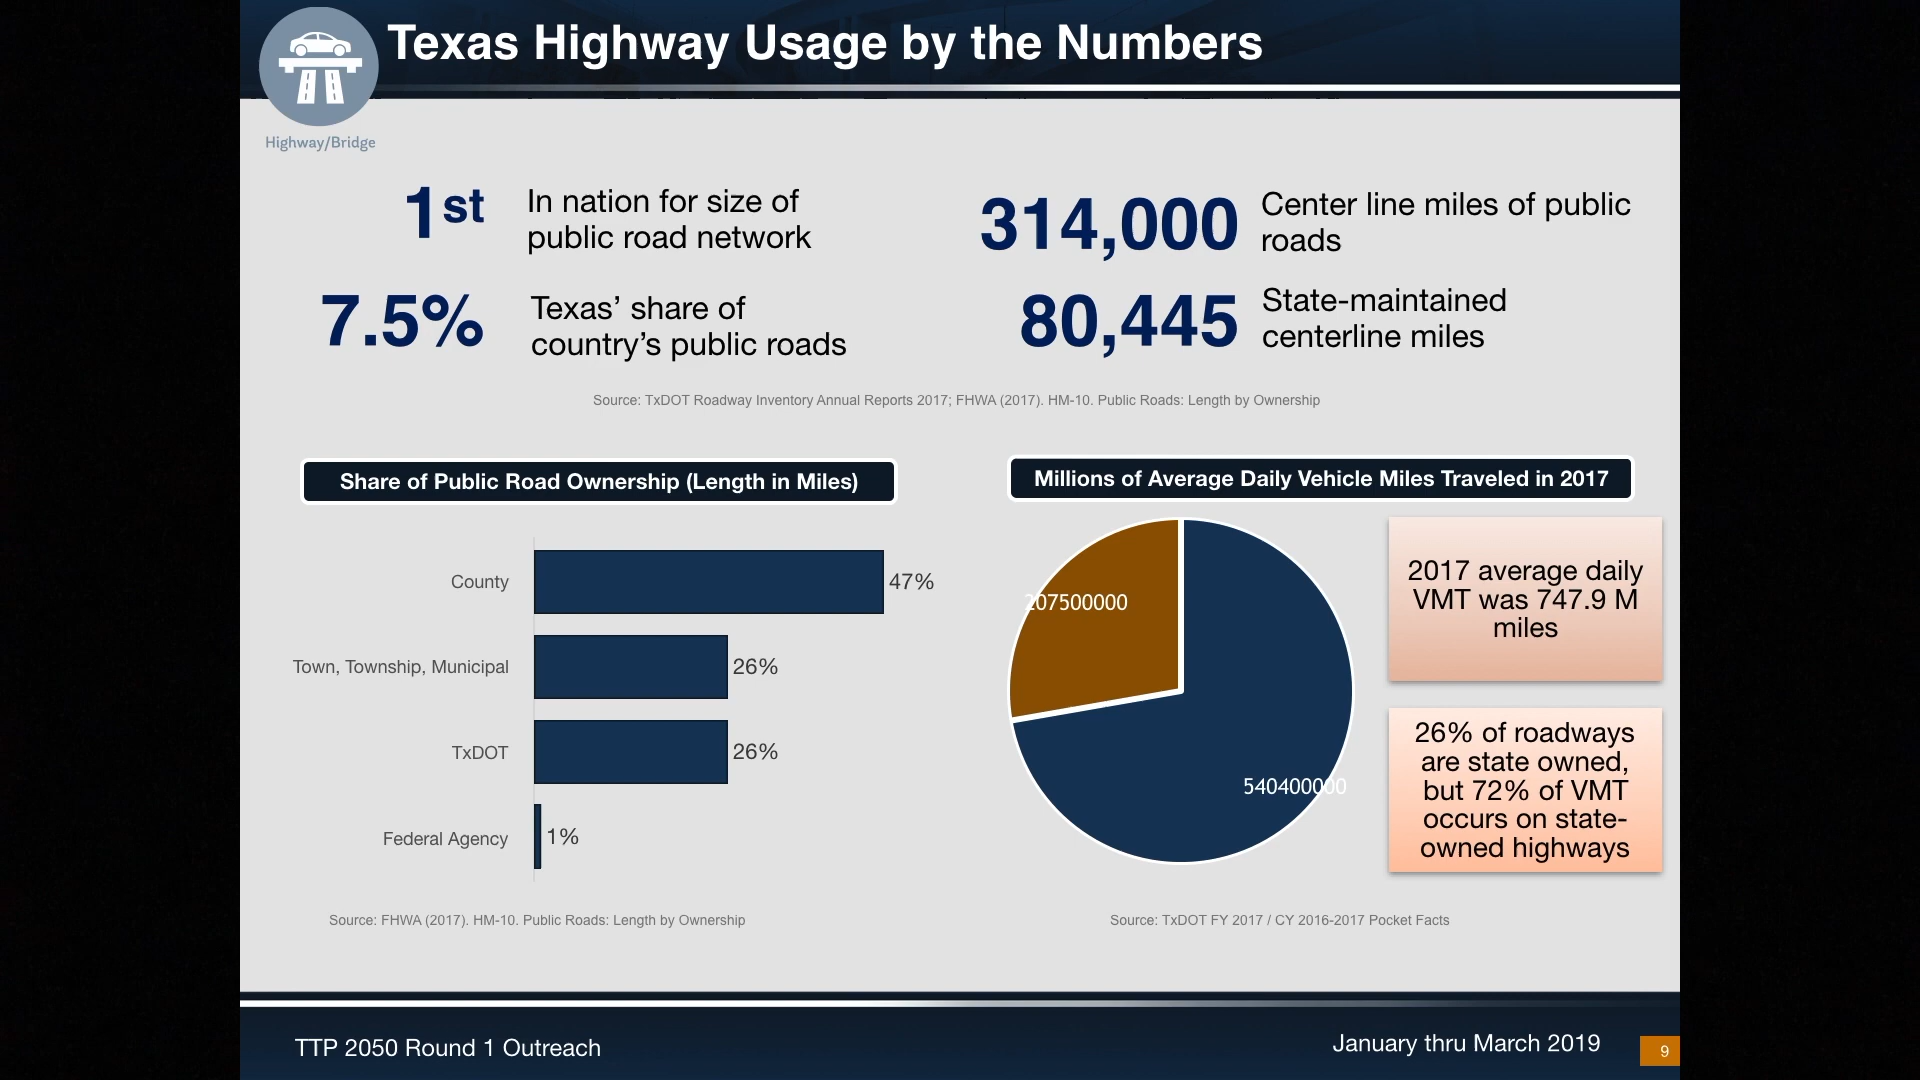 Texas Highway Usage by the Numbers
Highway/Bridge
1st
In nation for size of
public road network
314,000
Center line miles of public
roads
7.5%
Texas’ share of
country’s public roads
80,445
State-maintained
centerline miles
Source: TxDOT Roadway Inventory Annual Reports 2017; FHWA (2017). HM-10. Public Roads: Length by Ownership
Share of Public Road Ownership (Length in Miles)
County
47%
Town, Township, Municipal
26%
TxDOT
26%
Federal Agency
1%
Source: FHWA (2017). HM-10. Public Roads: Length by Ownership
Millions of Average Daily Vehicle Miles Traveled in 2017
207500000
540400000
2017 average daily
VMT was 747.9 M
miles
26% of roadways
are state owned,
but 72% of VMT
occurs on state-
owned highways
Source: TxDOT FY 2017 / CY 2016-2017 Pocket Facts
TTP 2050 Round 1 Outreach
January thru March 2019
9